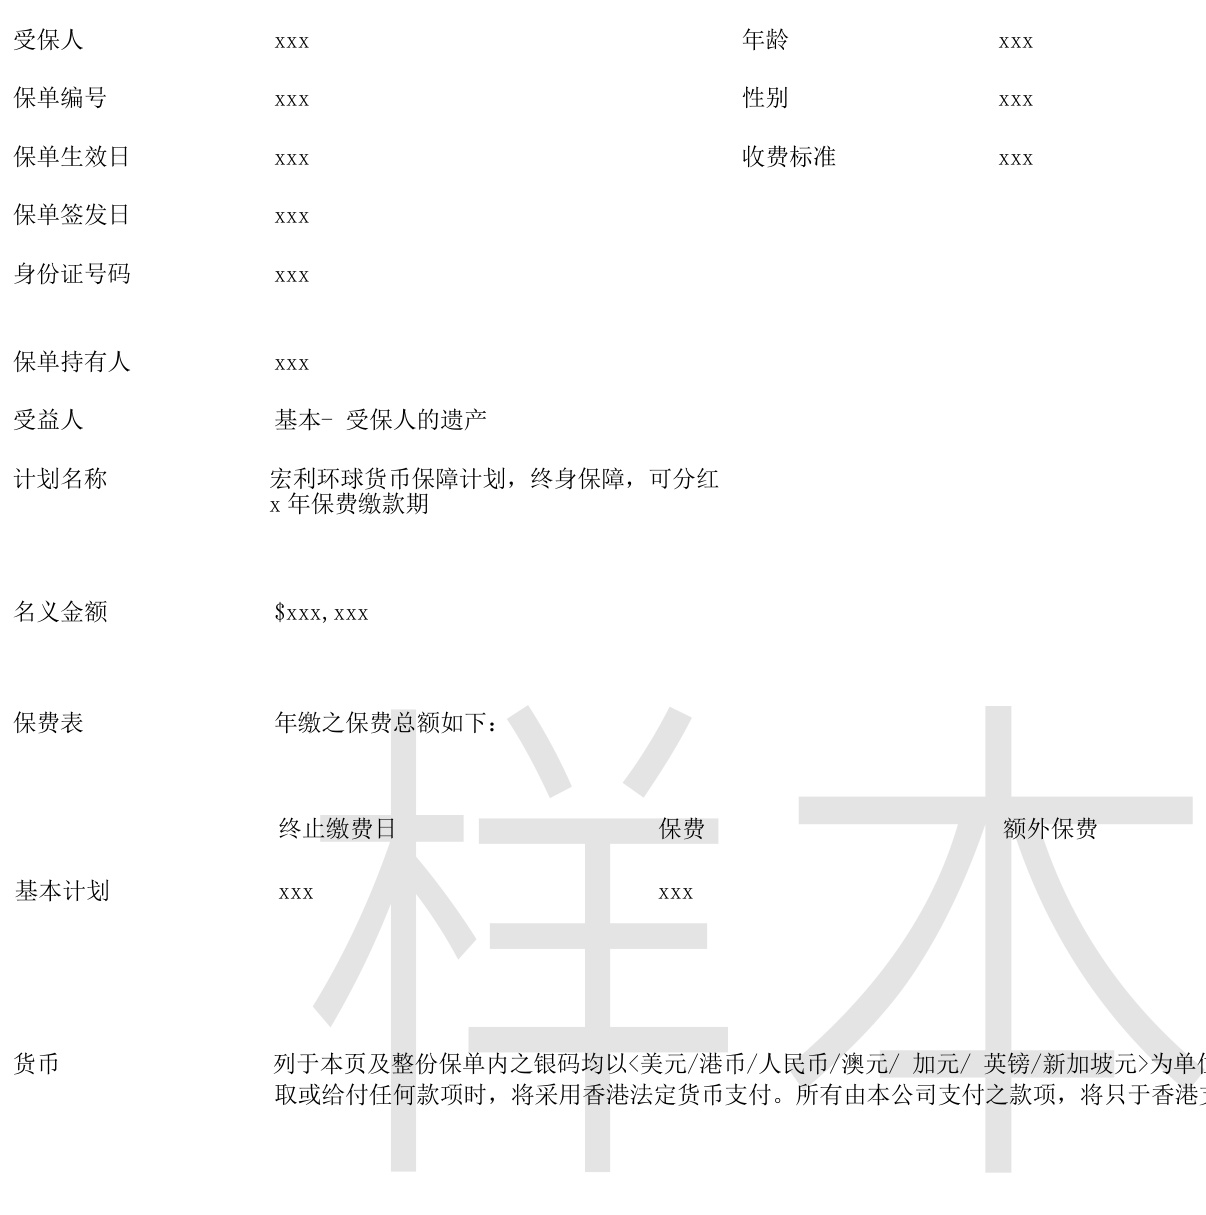 受保人 xxx 年龄 xxx
保单编号 xxx 性别 xxx
保单生效日 xxx 收费标准 xxx
保单签发日 xxx
身份证号码 xxx
保单持有人 xxx
受益人 基本- 受保人的遗产
计划名称 宏利环球货币保障计划，终身保障，可分红
x 年保费缴款期
名义金额 $xxx,xxx
保费表 年缴之保费总额如下：
终止缴费日 保费 额外保费
基本计划 xxx xxx
货币 列于本页及整份保单内之银码均以<美元/港币/人民币/澳元/ 加元/ 英镑/新加坡元>为单
取或给付任何款项时，将采用香港法定货币支付。所有由本公司支付之款项，将只于香港
样本